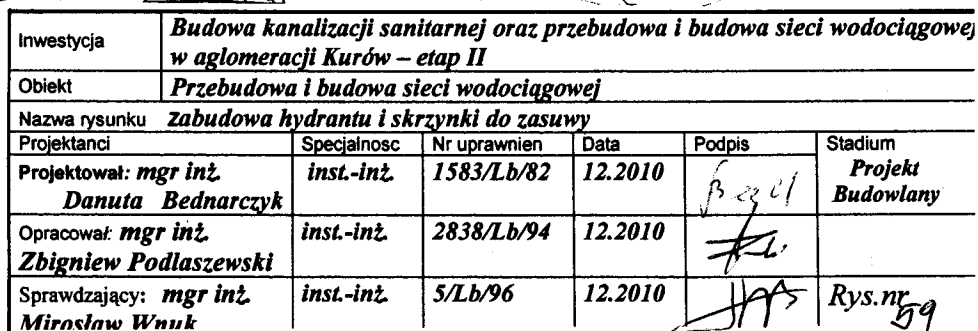 Inwestycja Budowa kanalizacji sanitarnej oraz przebudowa i budowa sieci wodociągowej
w aglomeracji Kurów – etap II
Obiekt Przebudowa i budowa sieci wodociągowej
Nazwa rysunku Zabudowa hydrantu i skrzynki do zasuwy
Projektanci Specjalnosc Nr uprawnien Data Podpis Stadium
Projektował: mgr inż. inst.-inż. 1583/Lb/82 12.2010 Projekt
Danuta Bednarczyk Budowlany
Opracował: mgr inż. inst.-inż. 2838/Lb/94 12.2010
Zbigniew Podlaszewski
Sprawdzający: mgr inż. inst.-inż. 5/Lb/96 12.2010 Rys.nr 59
Mirosław Wnuk